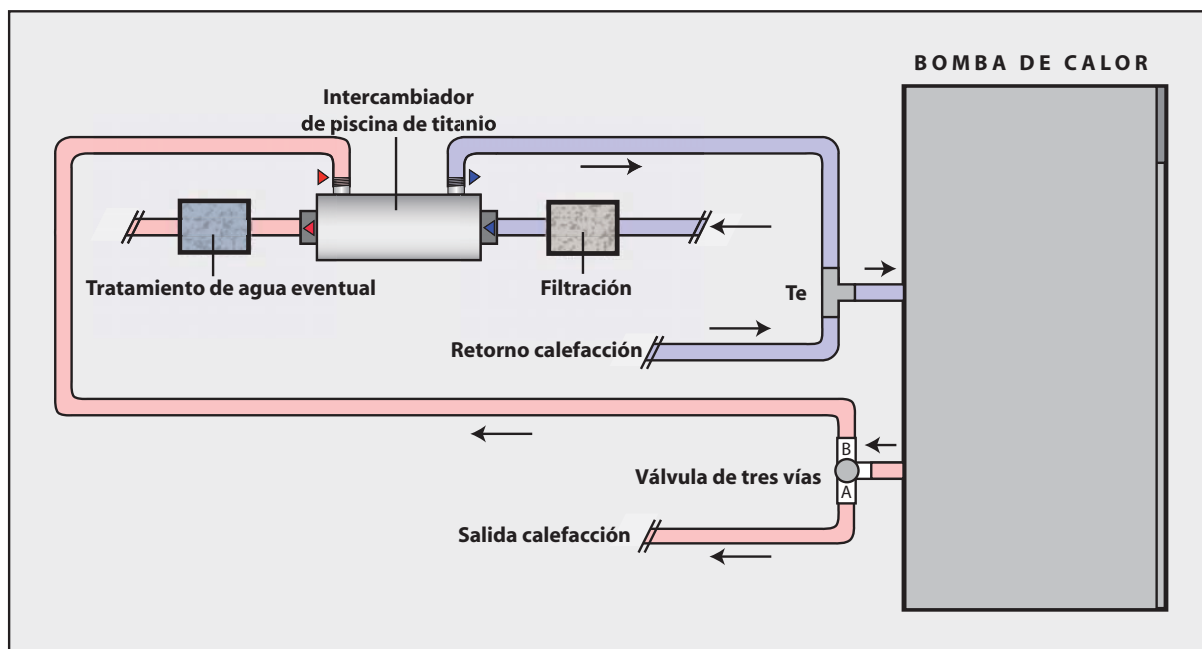 BOMBA DE CALOR
Intercambiador
de piscina de titanio
Tratamiento de agua eventual
Filtración
Te
Retorno calefacción
B
Válvula de tres vías
A
Salida calefacción